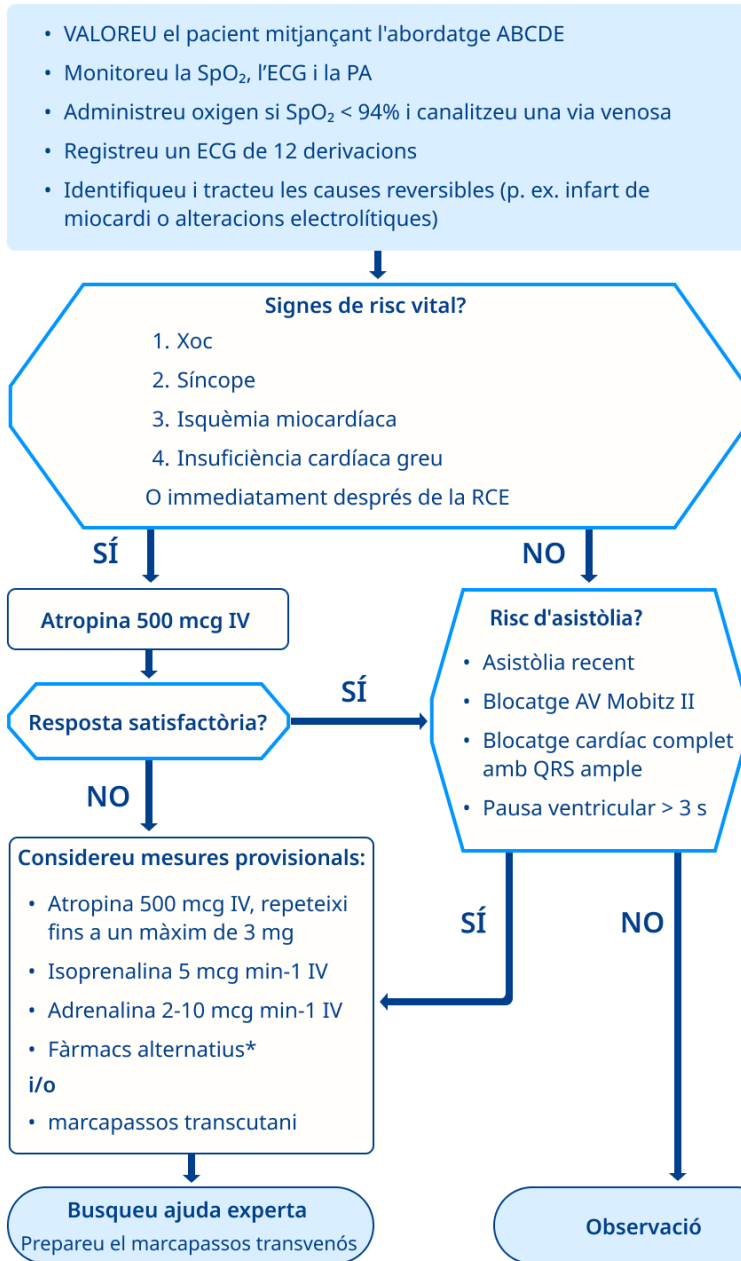 • VALOREU el pacient mitjançant l'abordatge ABCDE
• Monitoreu la SpO₂, l’ECG i la PA
• Administreu oxigen si SpO₂ < 94% i canalitzeu una via venosa
• Registreu un ECG de 12 derivacions
• Identifiqueu i tracteu les causes reversibles (p. ex. infart de
miocardi o alteracions electrolítiques)
Signes de risc vital?
1. Xoc
2. Síncope
3. Isquèmia miocardíaca
4. Insuficiència cardíaca greu
O immediatament després de la RCE
SÍ
NO
Atropina 500 mcg IV
Resposta satisfactòria?
SÍ
NO
Risc d'asistòlia?
• Asistòlia recent
• Blocatge AV Mobitz II
• Blocatge cardíac complet
amb QRS ample
• Pausa ventricular > 3 s
SÍ
NO
Considereu mesures provisionals:
• Atropina 500 mcg IV, repeteixi
fins a un màxim de 3 mg
• Isoprenalina 5 mcg min-1 IV
• Adrenalina 2-10 mcg min-1 IV
• Fàrmacs alternatius*
i/o
• marcapassos transcutani
Busqueu ajuda experta
Prepareu el marcapassos transvenós
Observació